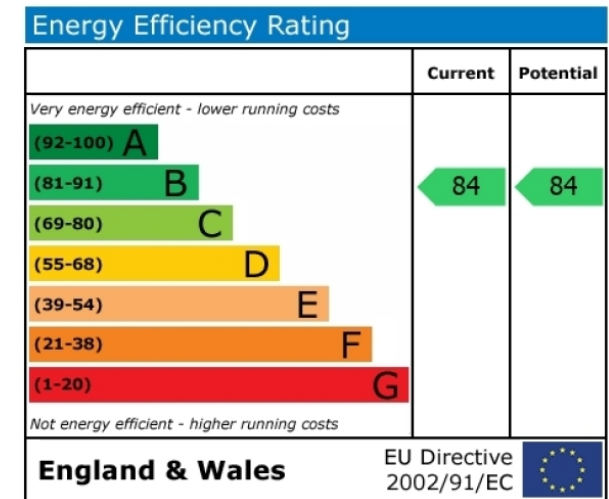 Energy Efficiency Rating
Current Potential
Very energy efficient - lower running costs
(92-100) A
(81-91) B 84 84
(69-80) C
(55-68) D
(39-54) E
(21-38) F
(1-20) G
Not energy efficient - higher running costs
England & Wales
EU Directive
2002/91/EC